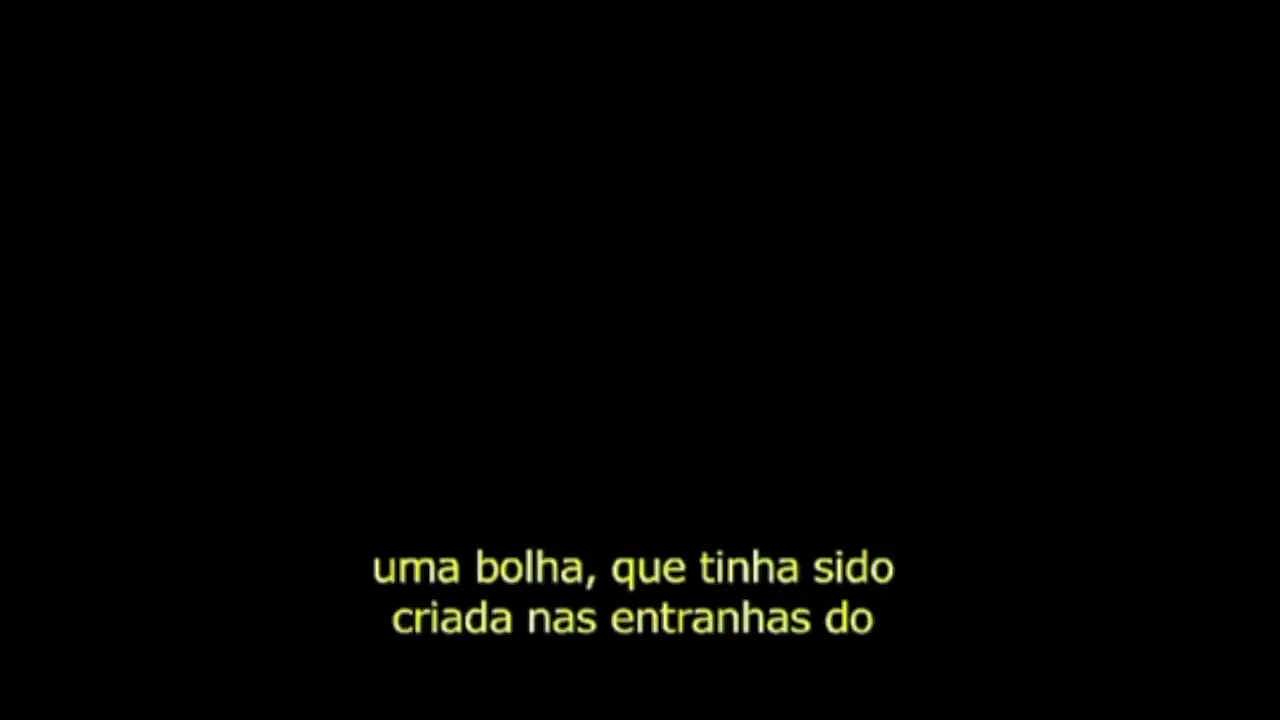 uma bolha, que tinha sido
criada nas entranhas do